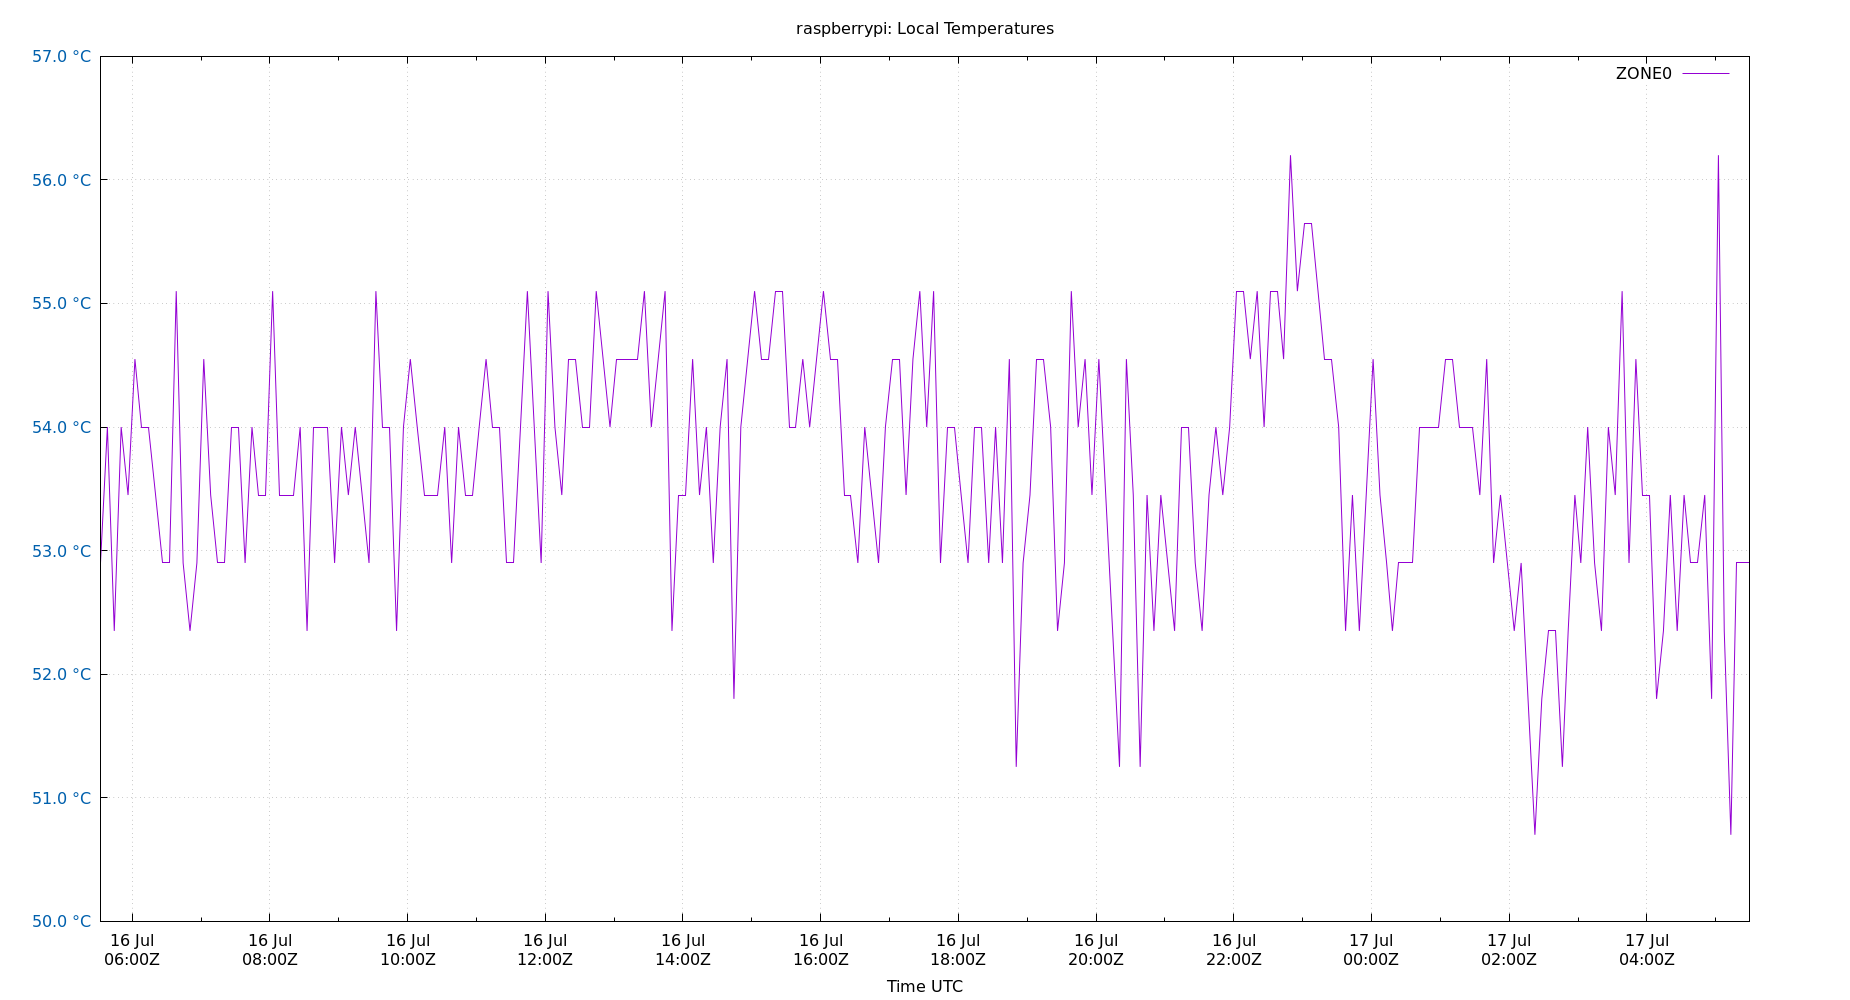 raspberrypi: Local Temperatures
57.0 °C
ZONE0
56.0 °C
55.0 °C
54.0 °C
53.0 °C
52.0 °C
51.0 °C
50.0 °C
16 Jul 16 Jul 16 Jul 16 Jul 16 Jul 16 Jul 16 Jul 16 Jul 16 Jul 17 Jul 17 Jul 17 Jul
06:00Z 08:00Z 10:00Z 12:00Z 14:00Z 16:00Z 18:00Z 20:00Z 22:00Z 00:00Z 02:00Z 04:00Z
Time UTC